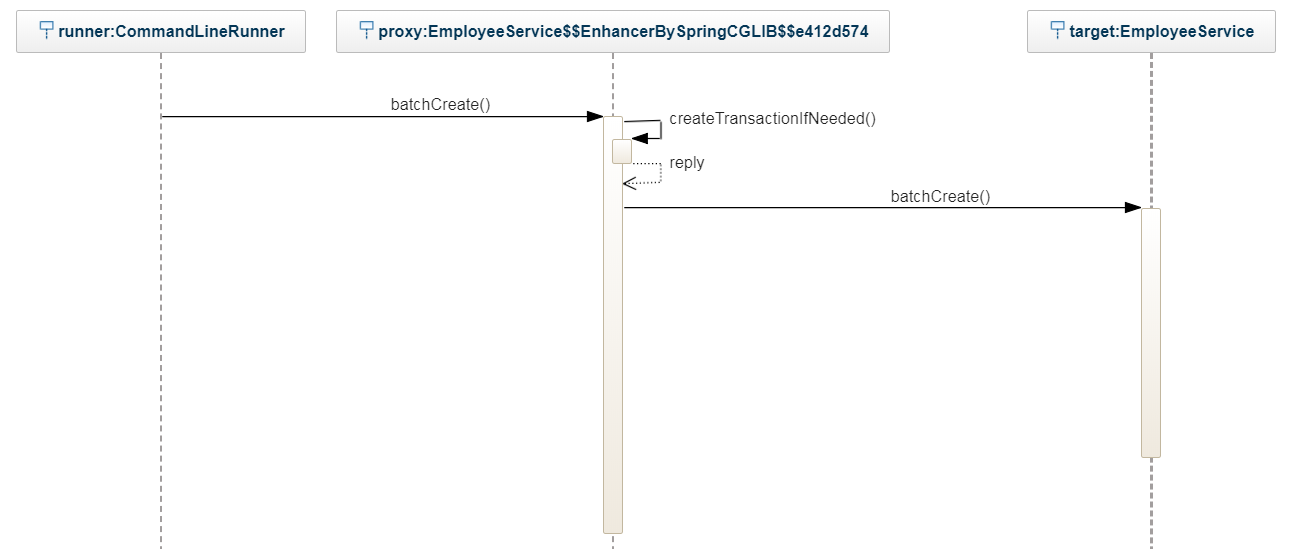 runner:CommandLineRunner
proxy:EmployeeService$$EnhancerBySpringCGLIB$$e412d574
target:EmployeeService
batchCreate()
createTransactionIfNeeded()
reply
batchCreate()